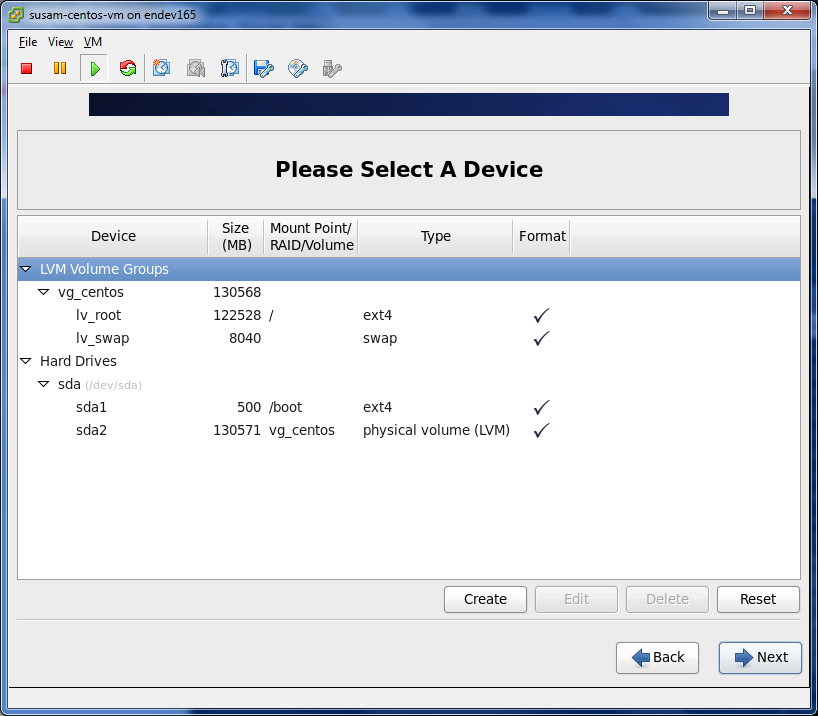 susam-centos-vm on endev165
File View VM
Please Select A Device
Device Size (MB) Mount Point/ RAID/Volume Type Format
LVM Volume Groups
vg_centos 130568
lv_root 122528 / ext4
lv_swap 8040 swap
Hard Drives
sda (/dev/sda)
sda1 500 /boot ext4
sda2 130571 vg_centos physical volume (LVM)
Create Edit Delete Reset
Back Next